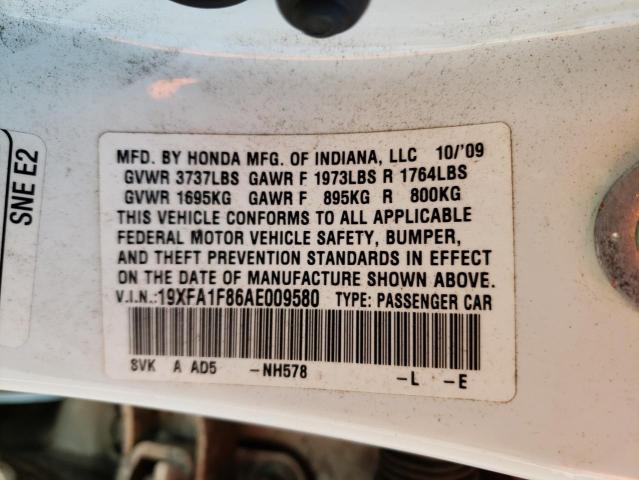 SNE E2
MFD. BY HONDA MFG. OF INDIANA, LLC 10/'09
GVWR 3737LBS GAWR F 1973LBS R 1764LBS
GVWR 1695KG GAWR F 895KG R 800KG
THIS VEHICLE CONFORMS TO ALL APPLICABLE
FEDERAL MOTOR VEHICLE SAFETY, BUMPER,
AND THEFT PREVENTION STANDARDS IN EFFECT
ON THE DATE OF MANUFACTURE SHOWN ABOVE.
V.I.N.:19XFA1F86AE009580 TYPE: PASSENGER CAR
SVK A AD5 -NH578 -L -E